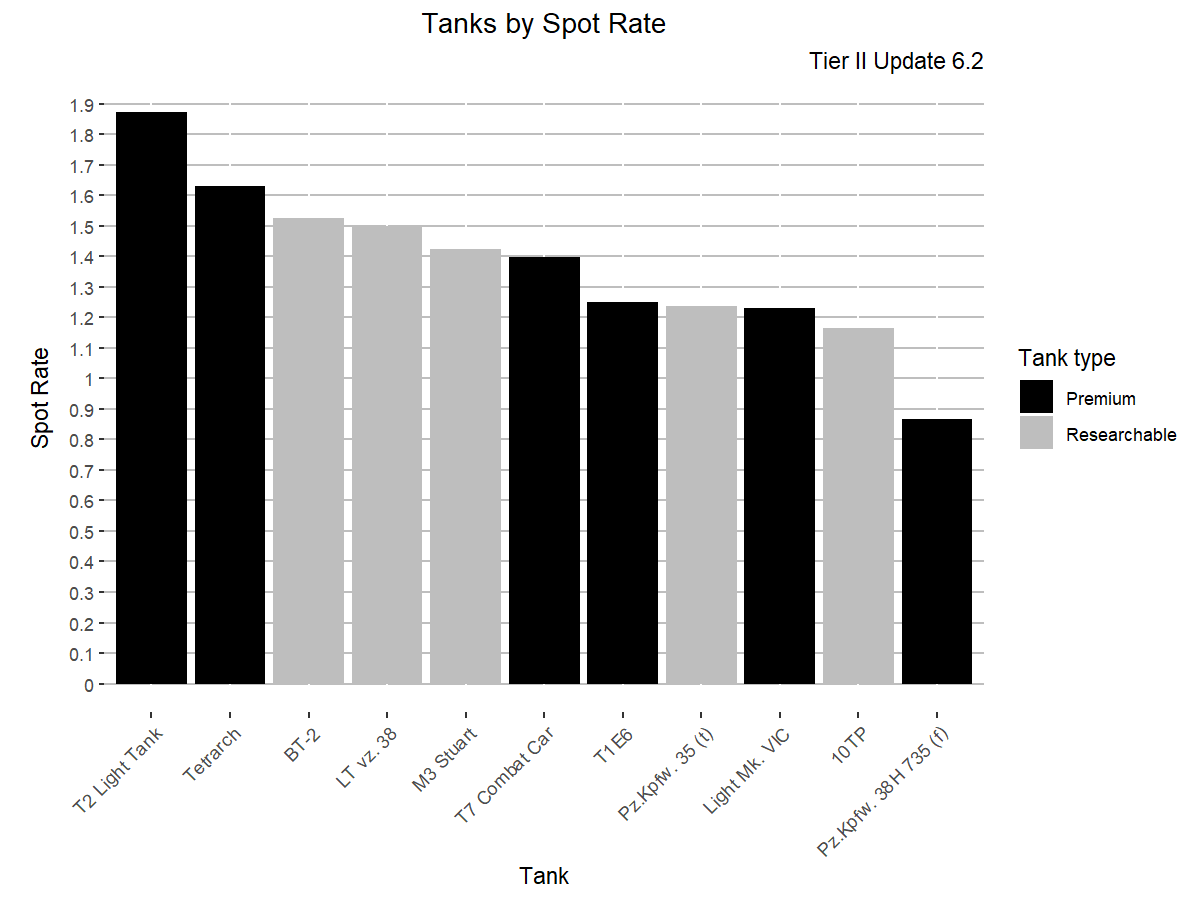 Tanks by Spot Rate
Tier II Update 6.2
1.9
1.8
1.7
1.6
1.5
1.4
1.3
1.2
1.1
1
0.9
0.8
0.7
0.6
0.5
0.4
0.3
0.2
0.1
0
Spot Rate
T2 Light Tank
Tetrarch
BT-2
LT vz. 38
M3 Stuart
T7 Combat Car
T1E6
Pz.Kpfw. 35 (t)
Light Mk. VIC
10TP
Pz.Kpfw. 38H 735 (f)
Tank
Tank type
Premium
Researchable